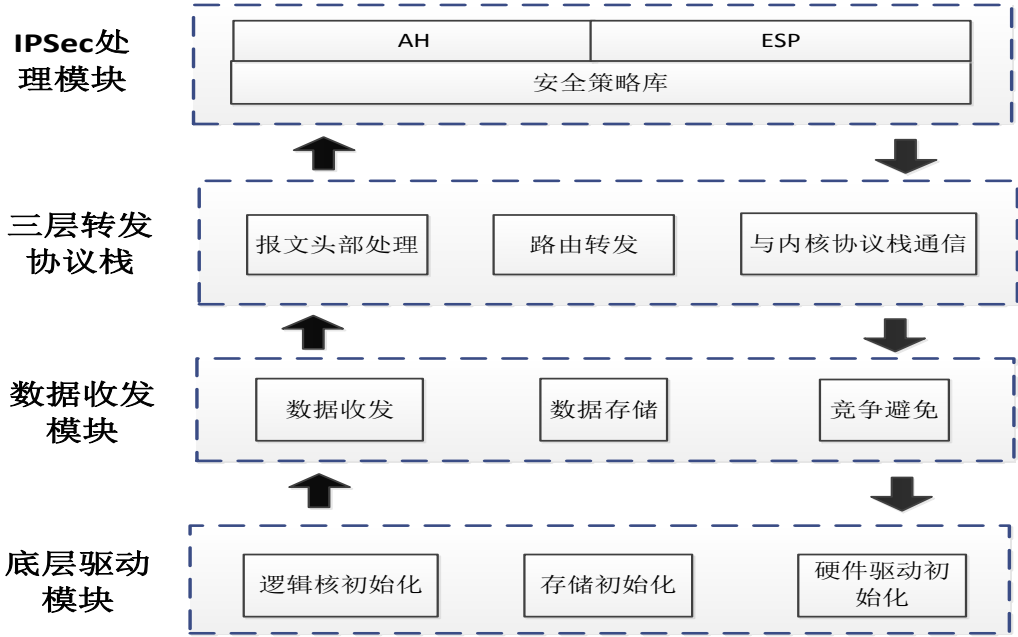 IPSec处
理模块
AH
ESP
安全策略库
三层转发
协议栈
报文头部处理
路由转发
与内核协议栈通信
数据收发
模块
数据收发
数据存储
竞争避免
底层驱动
模块
逻辑核初始化
存储初始化
硬件驱动初
始化